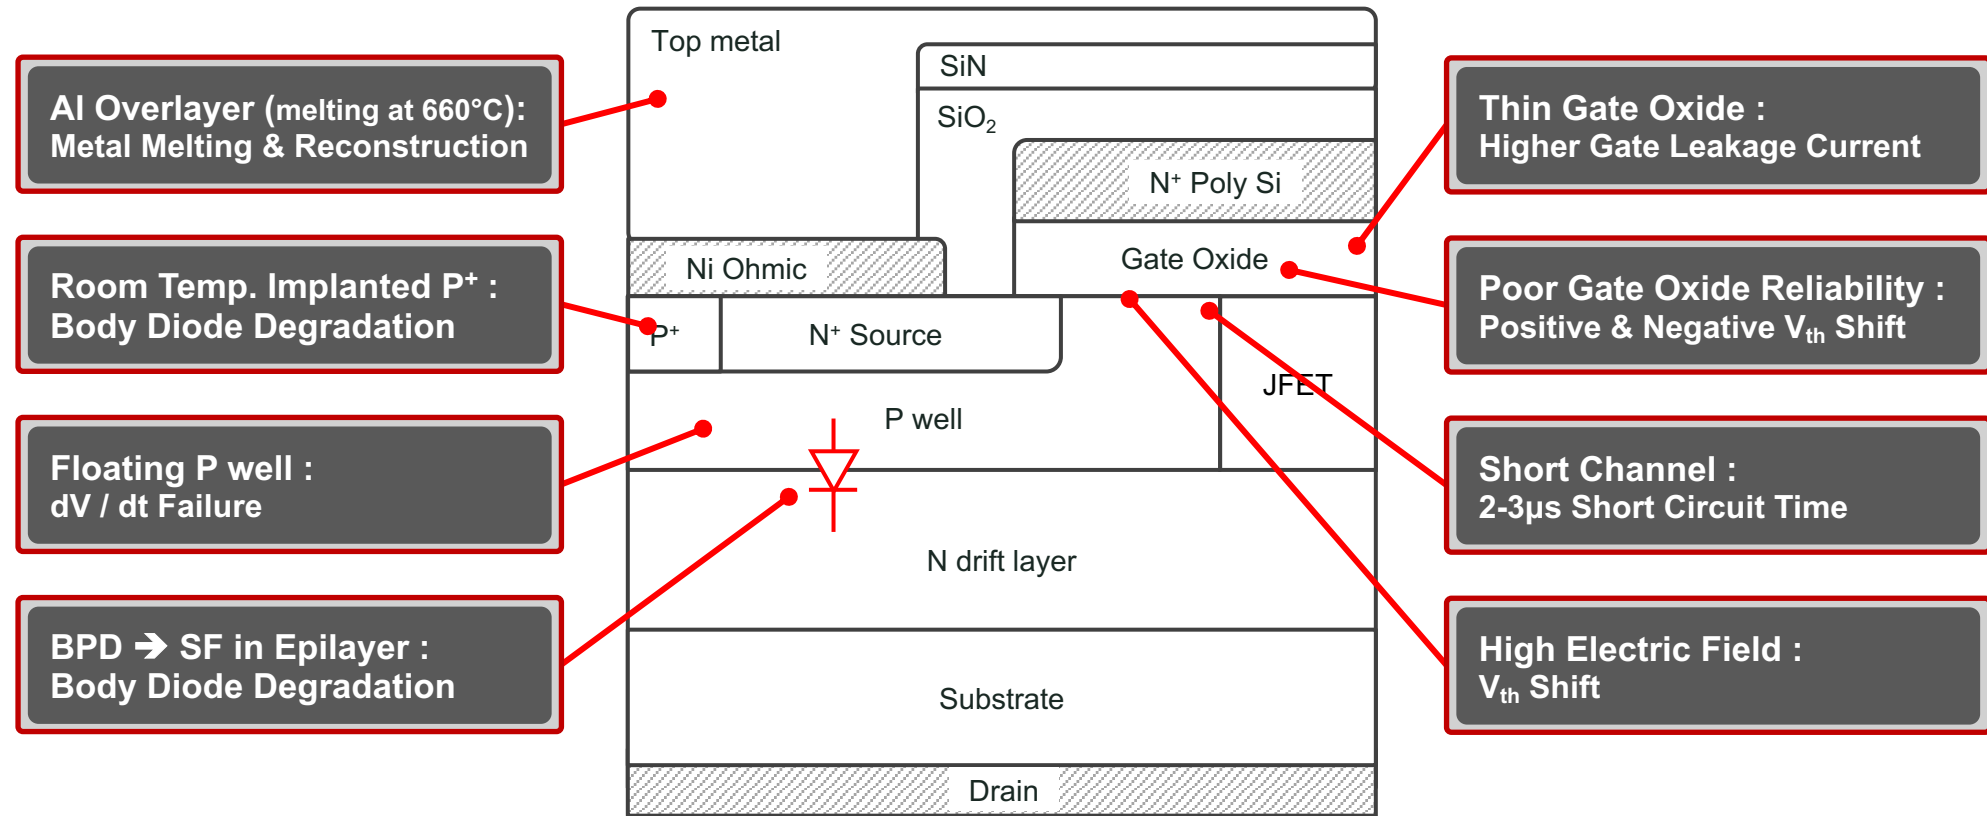 Al Overlayer (melting at 660°C):
Metal Melting & Reconstruction
Room Temp. Implanted P⁺ :
Body Diode Degradation
Floating P well :
dV / dt Failure
BPD ➔ SF in Epilayer :
Body Diode Degradation
Top metal
SiN
SiO₂
N⁺ Poly Si
Gate Oxide
Ni Ohmic
P⁺
N⁺ Source
JFET
P well
N drift layer
Substrate
Drain
Thin Gate Oxide :
Higher Gate Leakage Current
Poor Gate Oxide Reliability :
Positive & Negative Vth Shift
Short Channel :
2-3µs Short Circuit Time
High Electric Field :
Vth Shift